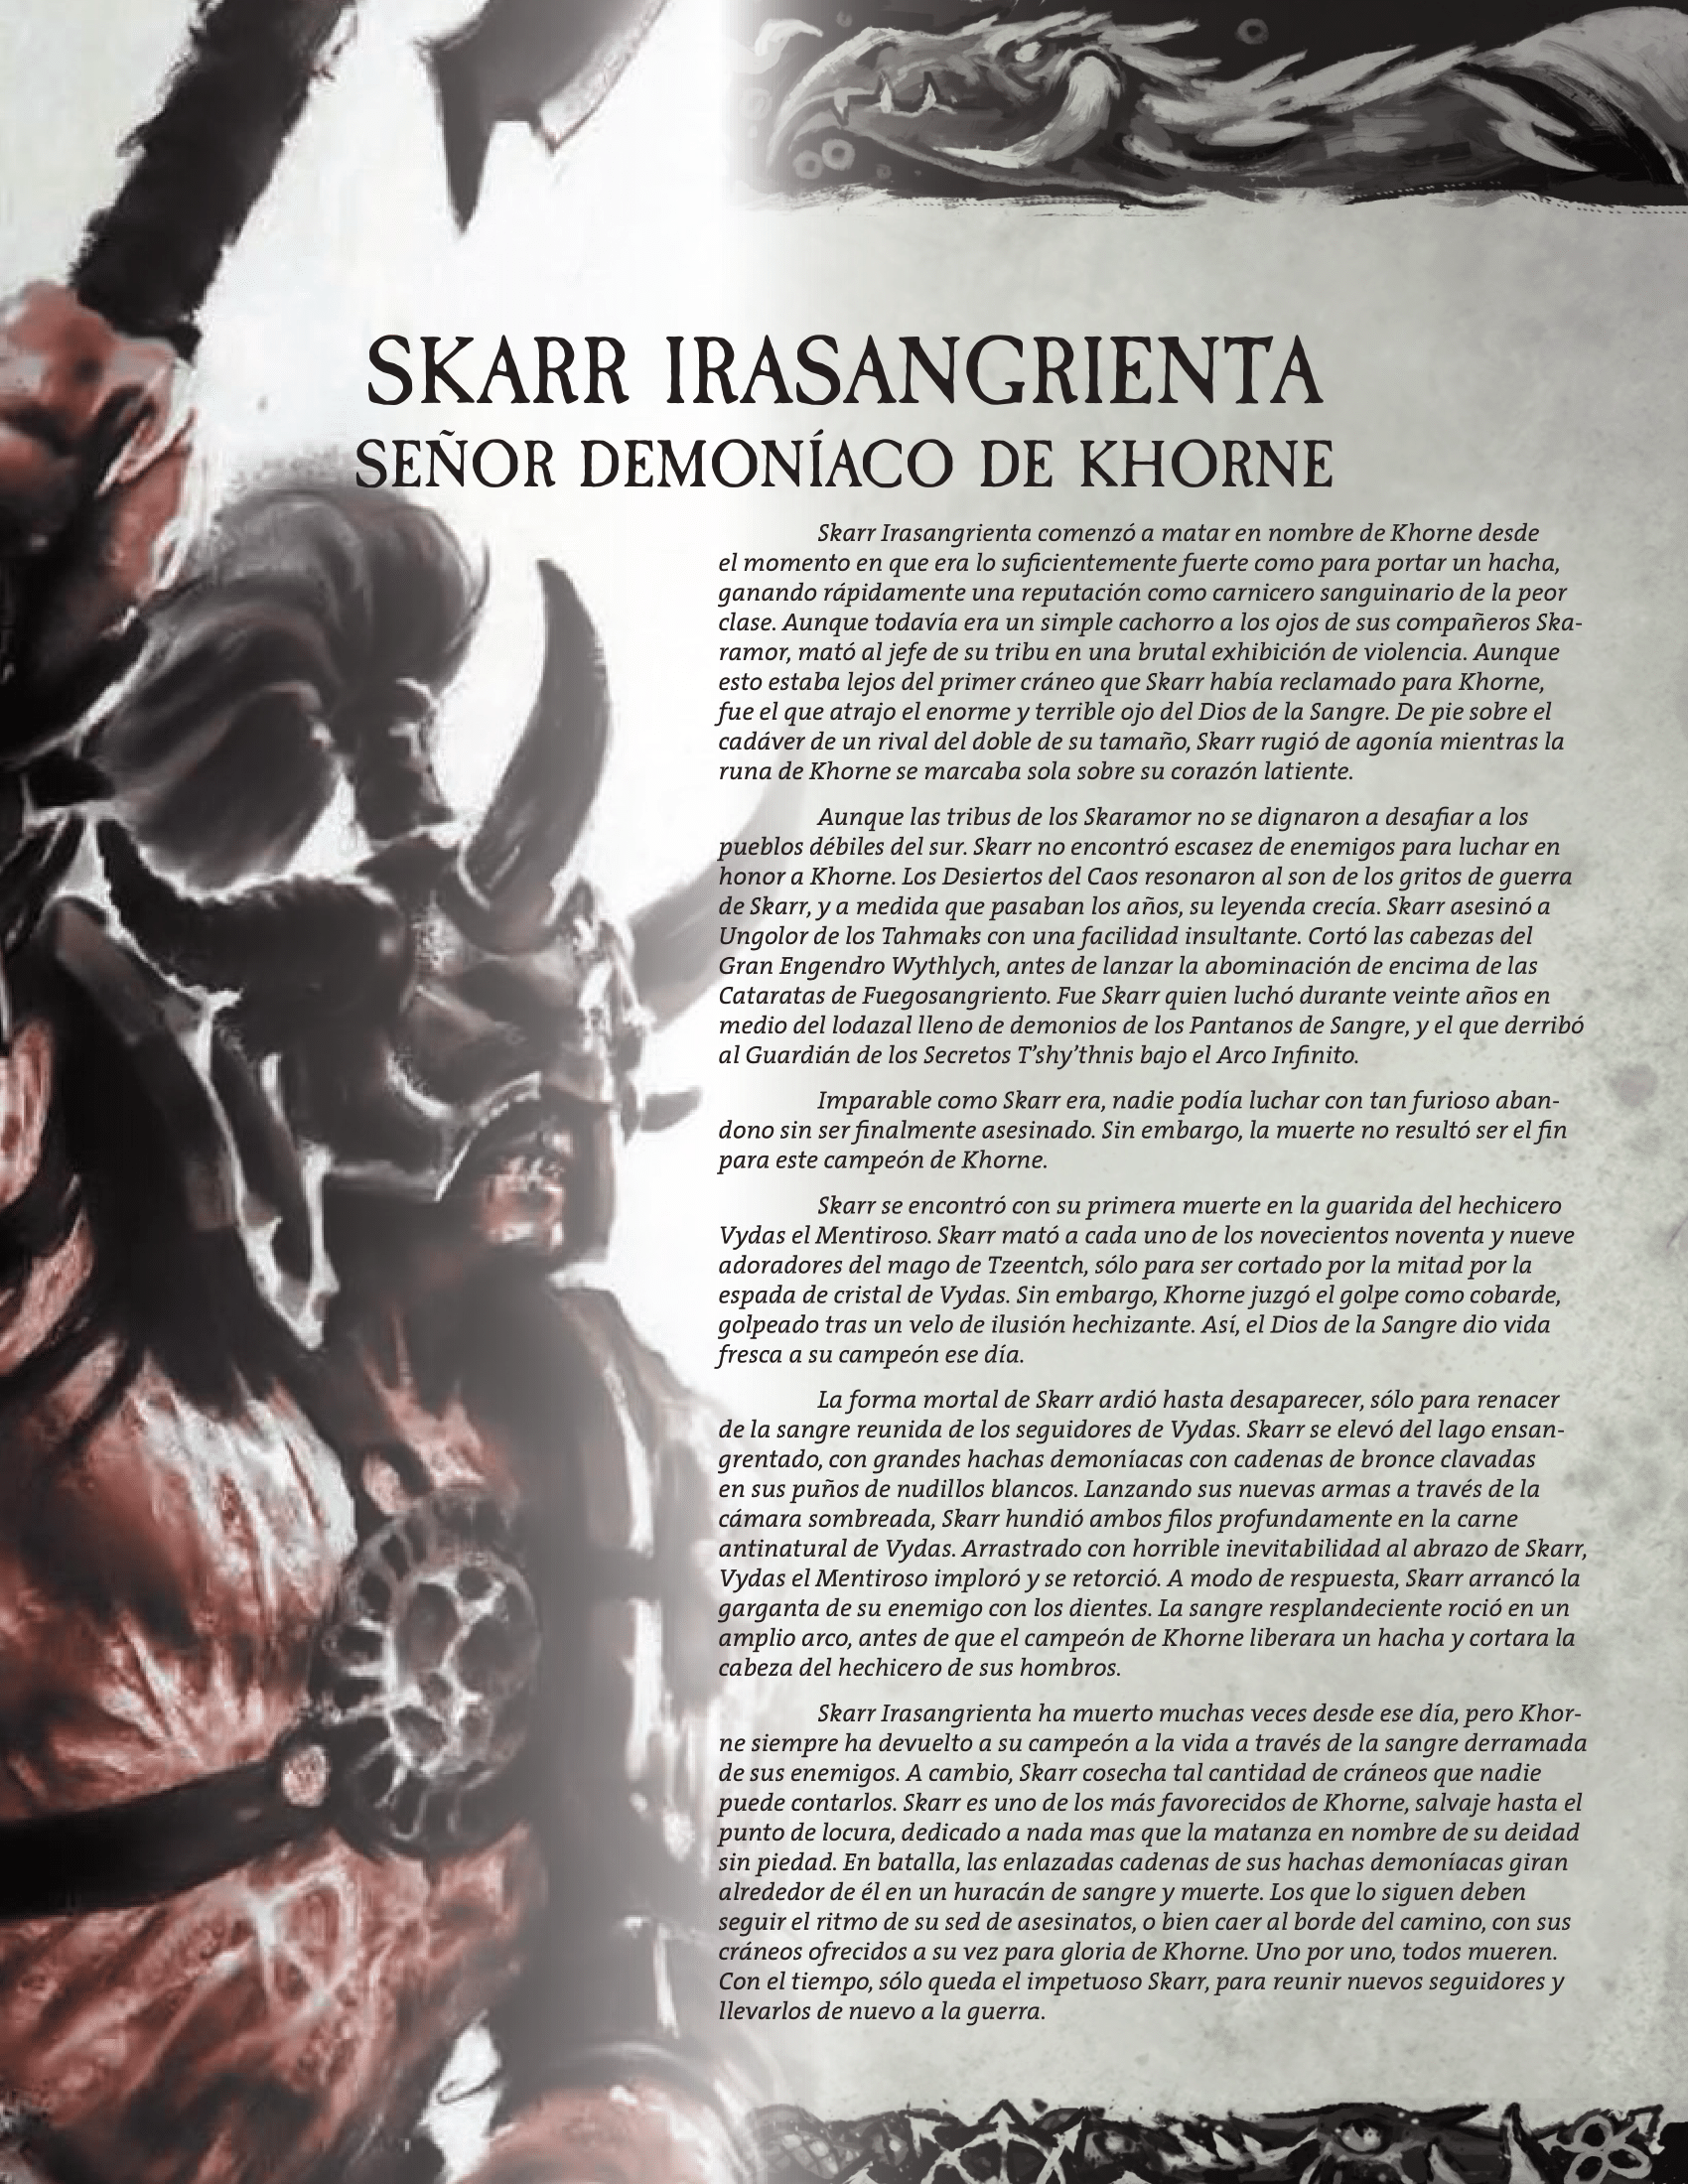 SKARR IRASANGRIENTA
SEÑOR DEMONÍACO DE KHORNE
Skarr Irasangrienta comenzó a matar en nombre de Khorne desde
el momento en que era lo suficientemente fuerte como para portar un hacha,
ganando rápidamente una reputación como carnicero sanguinario de la peor
clase. Aunque todavía era un simple cachorro a los ojos de sus compañeros Ska-
ramor, mató al jefe de su tribu en una brutal exhibición de violencia. Aunque
esto estaba lejos del primer cráneo que Skarr había reclamado para Khorne,
fue el que atrajo el enorme y terrible ojo del Dios de la Sangre. De pie sobre el
cadáver de un rival del doble de su tamaño, Skarr rugió de agonía mientras la
runa de Khorne se marcaba sola sobre su corazón latiente.
Aunque las tribus de los Skaramor no se dignaron a desafiar a los
pueblos débiles del sur. Skarr no encontró escasez de enemigos para luchar en
honor a Khorne. Los Desiertos del Caos resonaron al son de los gritos de guerra
de Skarr, y a medida que pasaban los años, su leyenda crecía. Skarr asesinó a
Ungolor de los Tahmaks con una facilidad insultante. Cortó las cabezas del
Gran Engendro Wythlych, antes de lanzar la abominación de encima de las
Cataratas de Fuegosangriento. Fue Skarr quien luchó durante veinte años en
medio del lodazal lleno de demonios de los Pantanos de Sangre, y el que derribó
al Guardián de los Secretos T'shy'thnis bajo el Arco Infinito.
Imparable como Skarr era, nadie podía luchar con tan furioso aban-
dono sin ser finalmente asesinado. Sin embargo, la muerte no resultó ser el fin
para este campeón de Khorne.
Skarr se encontró con su primera muerte en la guarida del hechicero
Vydas el Mentiroso. Skarr mató a cada uno de los novecientos noventa y nueve
adoradores del mago de Tzeentch, sólo para ser cortado por la mitad por la
espada de cristal de Vydas. Sin embargo, Khorne juzgó el golpe como cobarde,
golpeado tras un velo de ilusión hechizante. Así, el Dios de la Sangre dio vida
fresca a su campeón ese día.
La forma mortal de Skarr ardió hasta desaparecer, sólo para renacer
de la sangre reunida de los seguidores de Vydas. Skarr se elevó del lago ensan-
grentado, con grandes hachas demoníacas con cadenas de bronce clavadas
en sus puños de nudillos blancos. Lanzando sus nuevas armas a través de la
cámara sombreada, Skarr hundió ambos filos profundamente en la carne
antinatural de Vydas. Arrastrado con horrible inevitabilidad al abrazo de Skarr,
Vydas el Mentiroso imploró y se retorció. A modo de respuesta, Skarr arrancó la
garganta de su enemigo con los dientes. La sangre resplandeciente roció en un
amplio arco, antes de que el campeón de Khorne liberara un hacha y cortara la
cabeza del hechicero de sus hombros.
Skarr Irasangrienta ha muerto muchas veces desde ese día, pero Khor-
ne siempre ha devuelto a su campeón a la vida a través de la sangre derramada
de sus enemigos. A cambio, Skarr cosecha tal cantidad de cráneos que nadie
puede contarlos. Skarr es uno de los más favorecidos de Khorne, salvaje hasta el
punto de locura, dedicado a nada mas que la matanza en nombre de su deidad
sin piedad. En batalla, las enlazadas cadenas de sus hachas demoníacas giran
alrededor de él en un huracán de sangre y muerte. Los que lo siguen deben
seguir el ritmo de su sed de asesinatos, o bien caer al borde del camino, con sus
cráneos ofrecidos a su vez para gloria de Khorne. Uno por uno, todos mueren.
Con el tiempo, sólo queda el impetuoso Skarr, para reunir nuevos seguidores y
llevarlos de nuevo a la guerra.